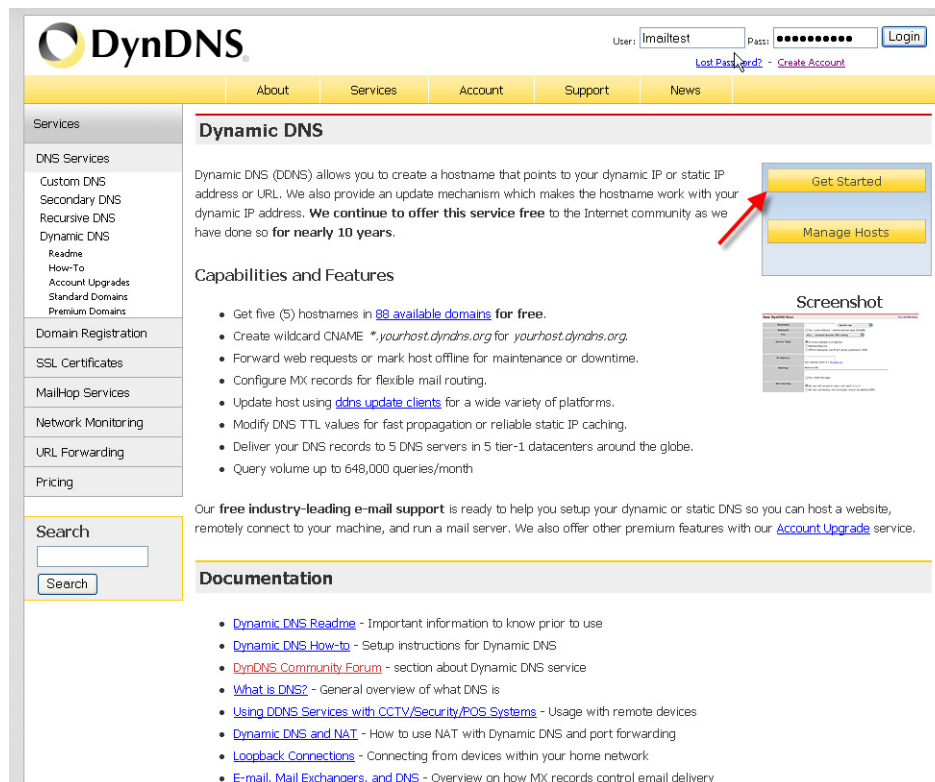 DynDNS
User: lmailtest Pass: ●●●●●●●●●● Login
Lost Password? - Create Account
About Services Account Support News
Services
DNS Services
Custom DNS
Secondary DNS
Recursive DNS
Dynamic DNS
Readme
How-To
Account Upgrades
Standard Domains
Premium Domains
Domain Registration
SSL Certificates
MailHop Services
Network Monitoring
URL Forwarding
Pricing
Search
Search
Dynamic DNS
Dynamic DNS (DDNS) allows you to create a hostname that points to your dynamic IP or static IP
address or URL. We also provide an update mechanism which makes the hostname work with your
dynamic IP address. We continue to offer this service free to the Internet community as we
have done so for nearly 10 years.
Get Started
Manage Hosts
Screenshot
Capabilities and Features
• Get five (5) hostnames in 88 available domains for free.
• Create wildcard CNAME *.yourhost.dyndns.org for yourhost.dyndns.org.
• Forward web requests or mark host offline for maintenance or downtime.
• Configure MX records for flexible mail routing.
• Update host using ddns update clients for a wide variety of platforms.
• Modify DNS TTL values for fast propagation or reliable static IP caching.
• Deliver your DNS records to 5 DNS servers in 5 tier-1 datacenters around the globe.
• Query volume up to 648,000 queries/month
Our free industry-leading e-mail support is ready to help you setup your dynamic or static DNS so you can host a website,
remotely connect to your machine, and run a mail server. We also offer other premium features with our Account Upgrade service.
Documentation
• Dynamic DNS Readme - Important information to know prior to use
• Dynamic DNS How-to - Setup instructions for Dynamic DNS
• DynDNS Community Forum - section about Dynamic DNS service
• What is DNS? - General overview of what DNS is
• Using DDNS Services with CCTV/Security/POS Systems - Usage with remote devices
• Dynamic DNS and NAT - How to use NAT with Dynamic DNS and port forwarding
• Loopback Connections - Connecting from devices within your home network
• E-mail, Mail Exchangers, and DNS - Overview on how MX records control email delivery